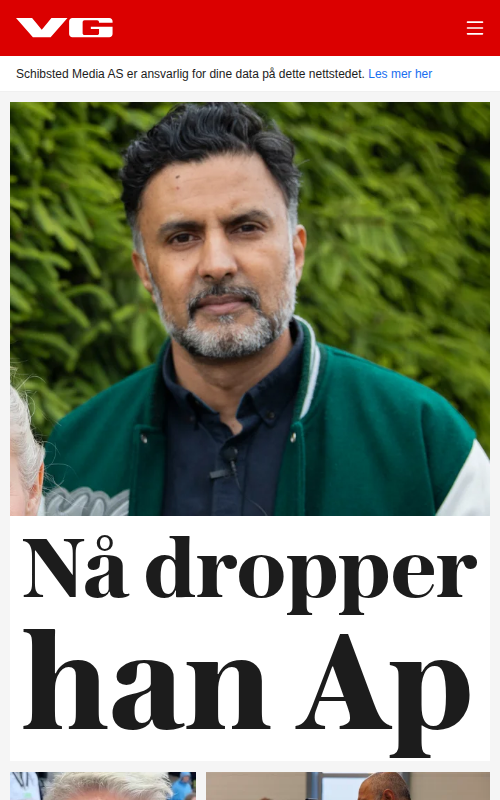 VG
Schibsted Media AS er ansvarlig for dine data på dette nettstedet. Les mer her
Nå dropper
han Ap